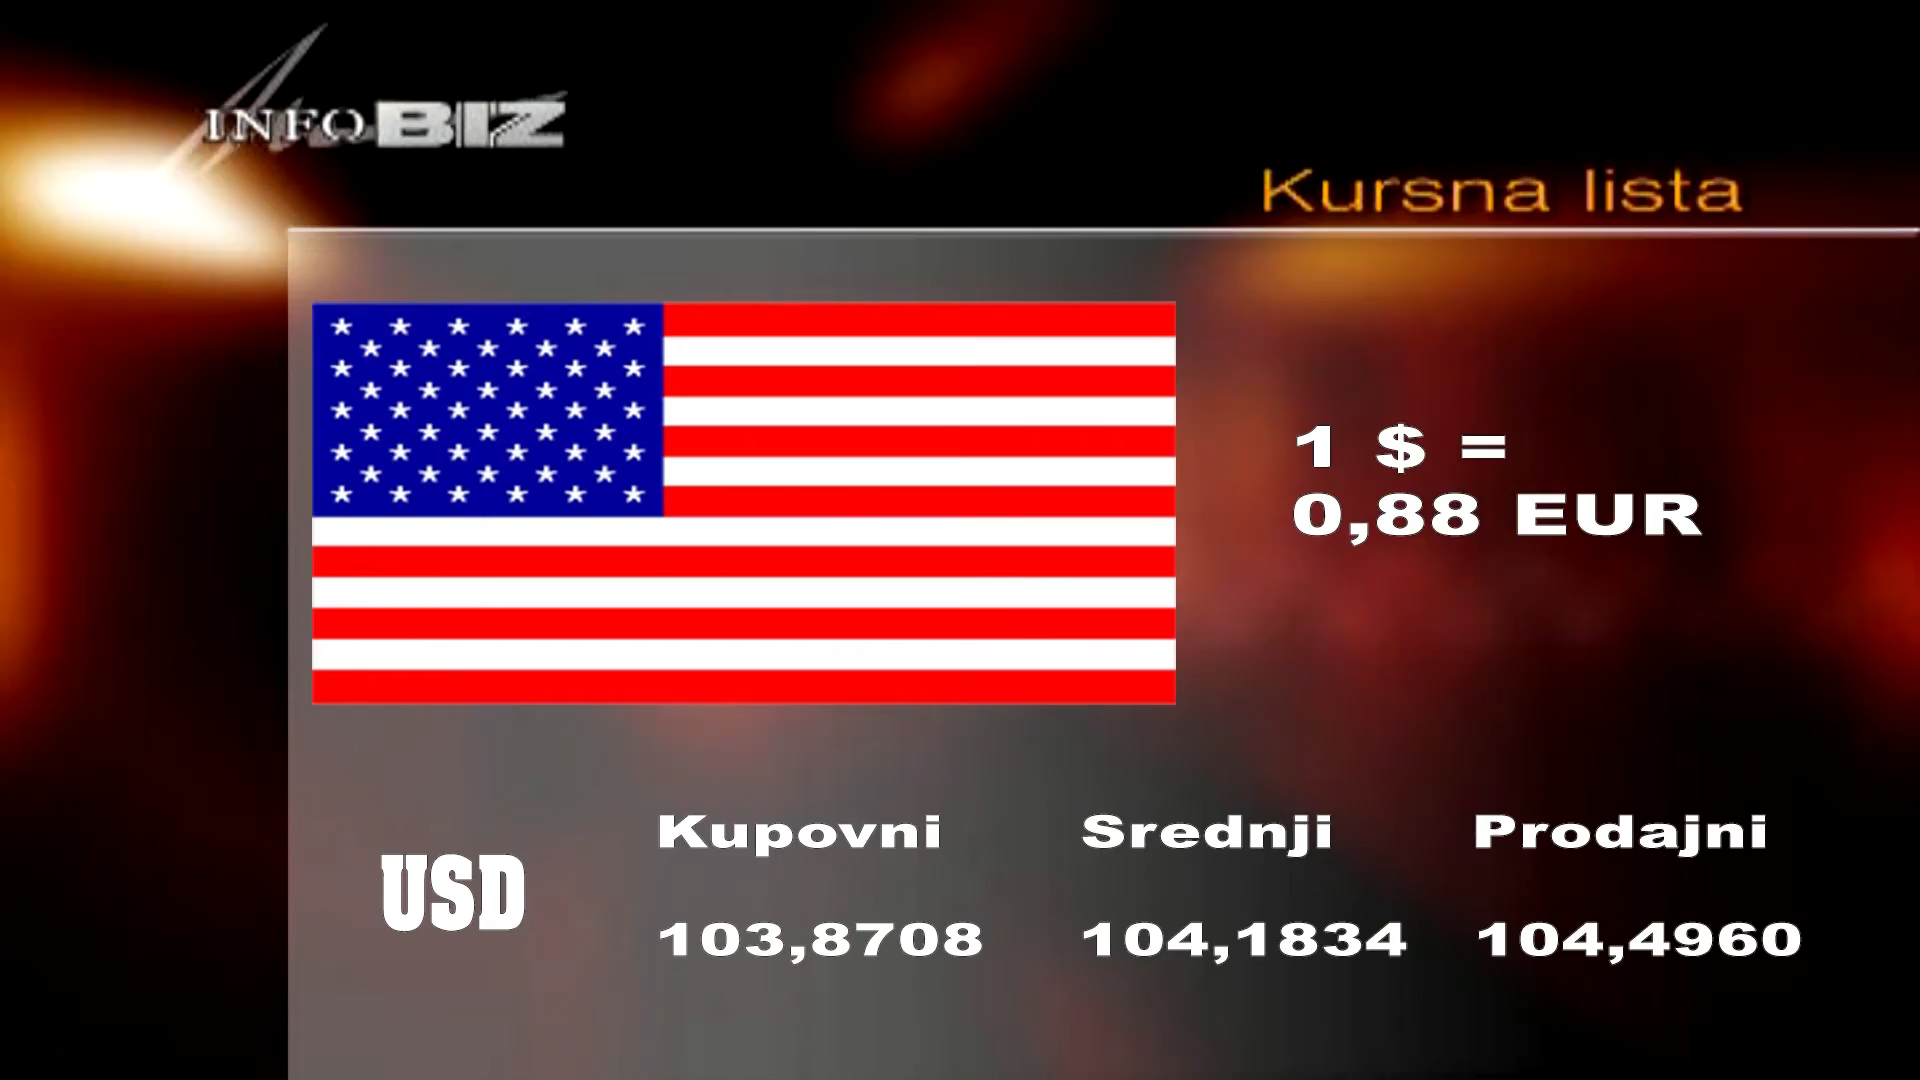 INFO BIZ
Kursna lista
1 $ =
0,88 EUR
Kupovni Srednji Prodajni
USD
103,8708 104,1834 104,4960